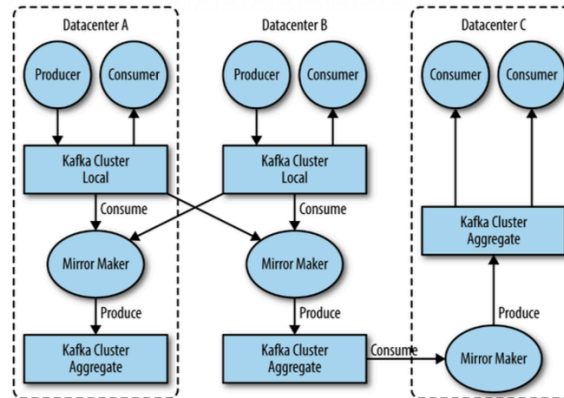 Datacenter A
Datacenter B
Datacenter C
Producer
Consumer
Producer
Consumer
Consumer
Consumer
Kafka Cluster
Local
Kafka Cluster
Local
Consume
Consume
Kafka Cluster
Aggregate
Mirror Maker
Mirror Maker
Produce
Produce
Produce
Kafka Cluster
Aggregate
Kafka Cluster
Aggregate
Consume
Mirror Maker